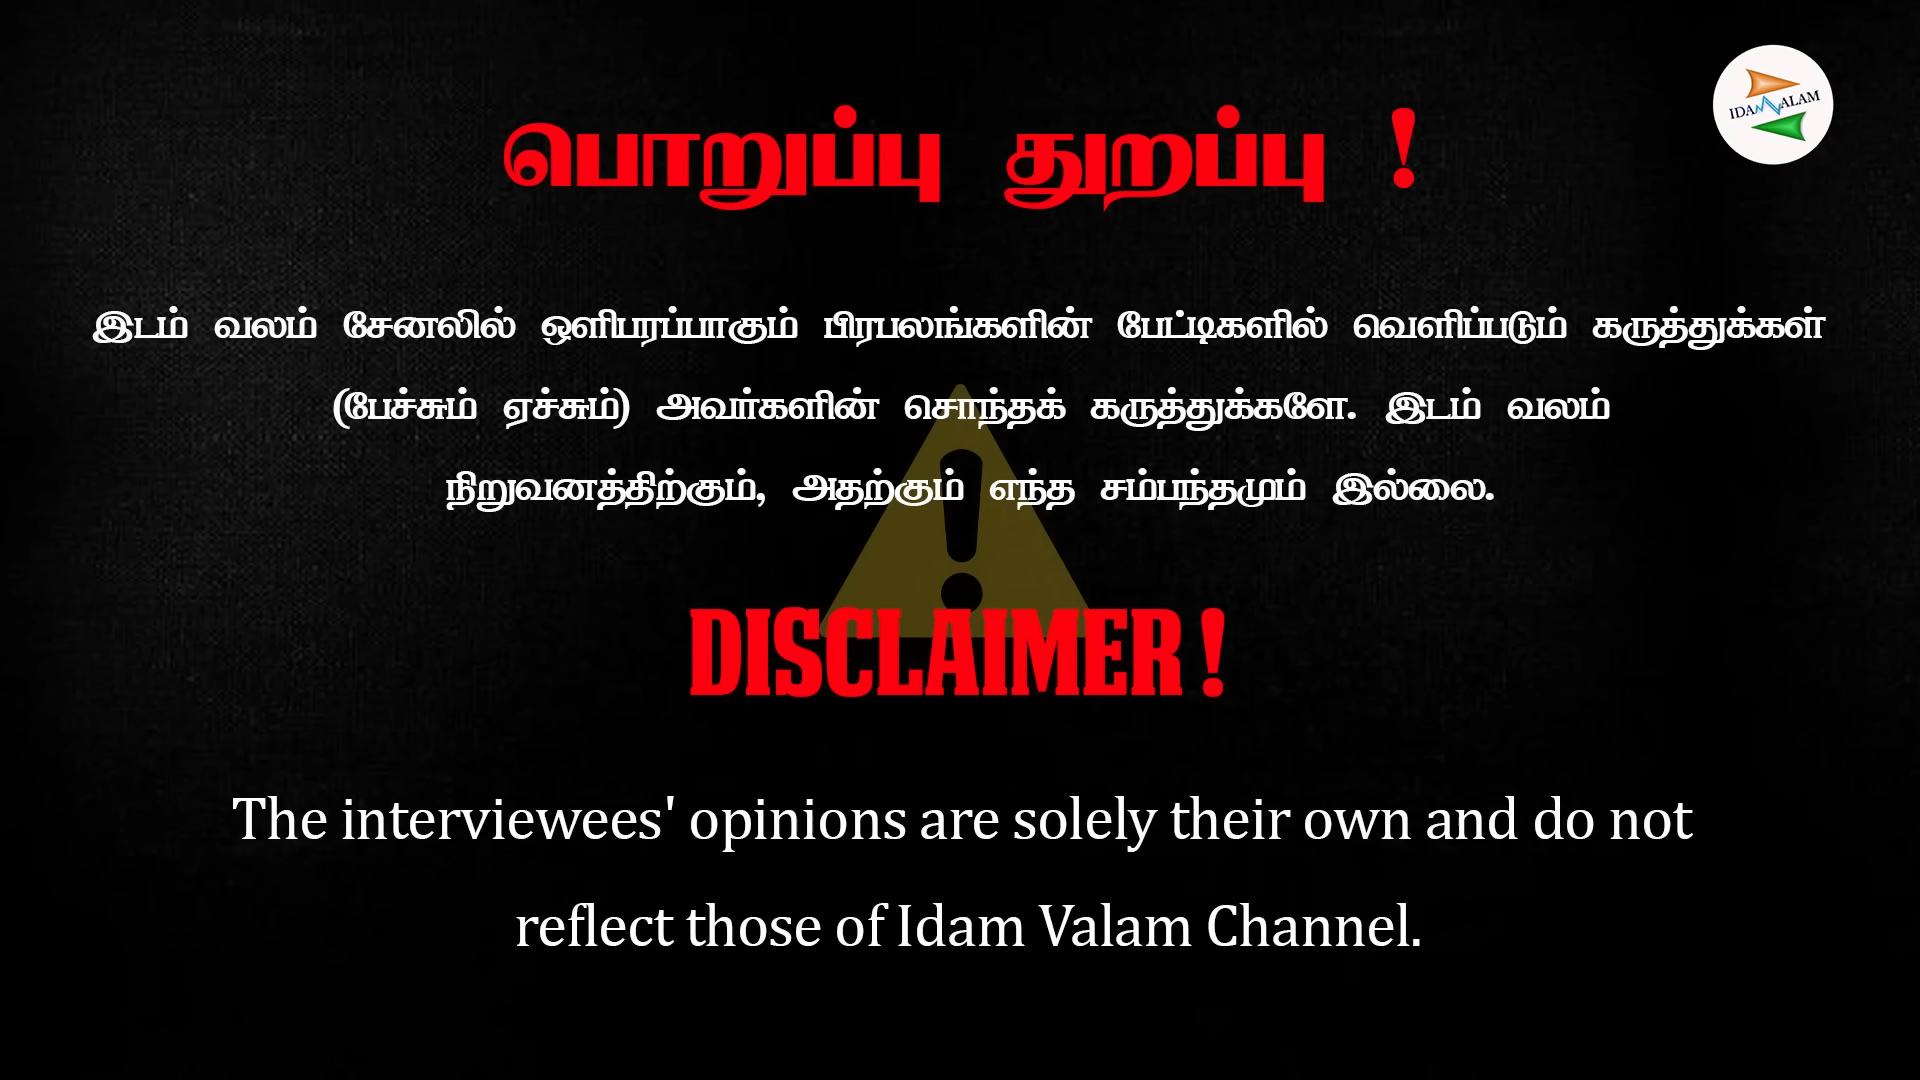 IDAM VALAM
பொறுப்பு துறப்பு !
இடம் வலம் சேனலில் ஒளிபரப்பாகும் பிரபலங்களின் பேட்டிகளில் வெளிப்படும் கருத்துக்கள்
(பேச்சும் ஏச்சும்) அவர்களின் சொந்தக் கருத்துக்களே. இடம் வலம்
நிறுவனத்திற்கும், அதற்கும் எந்த சம்பந்தமும் இல்லை.
DISCLAIMER!
The interviewees' opinions are solely their own and do not
reflect those of Idam Valam Channel.